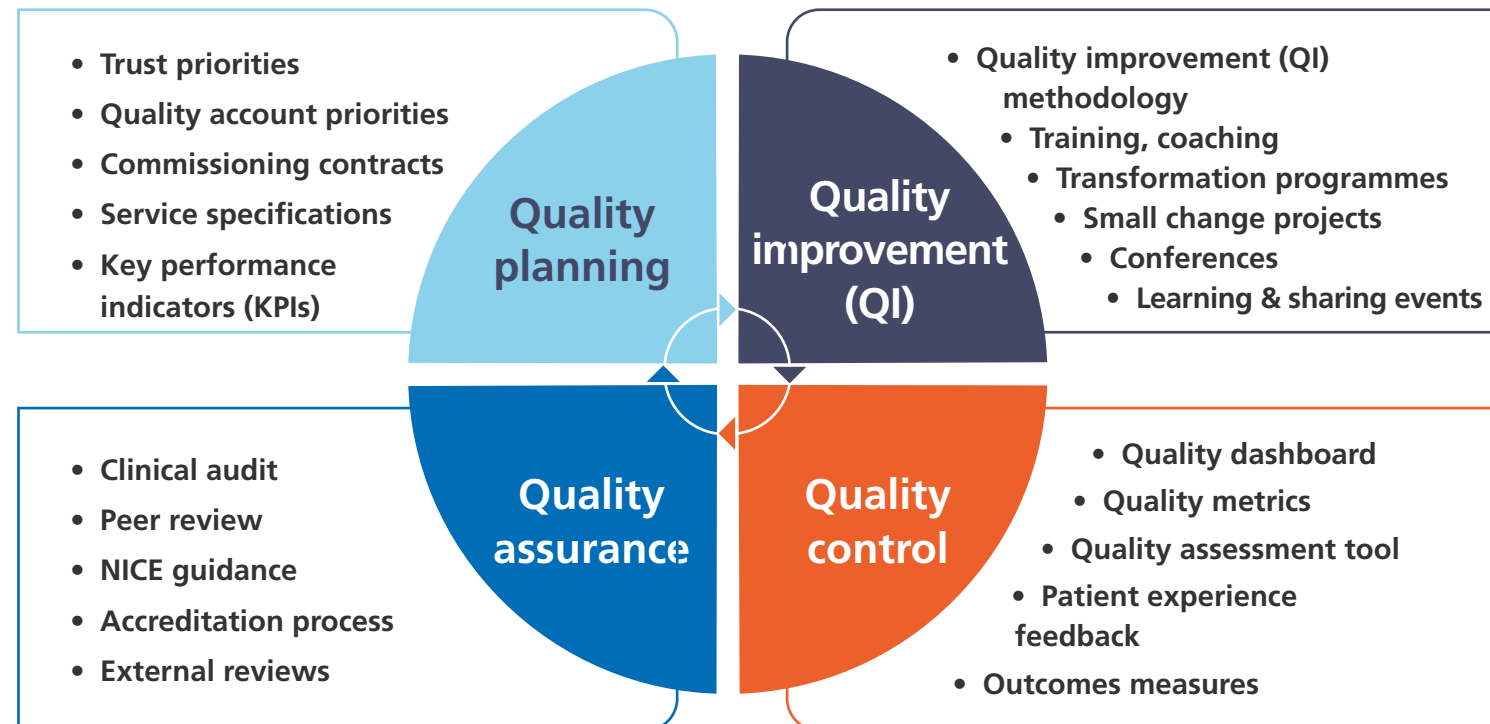 • Trust priorities
• Quality account priorities
• Commissioning contracts
• Service specifications
• Key performance
indicators (KPIs)
Quality
planning
Quality
improvement
(QI)
• Quality improvement (QI)
methodology
• Training, coaching
• Transformation programmes
• Small change projects
• Conferences
• Learning & sharing events
• Clinical audit
• Peer review
• NICE guidance
• Accreditation process
• External reviews
Quality
assurance
Quality
control
• Quality dashboard
• Quality metrics
• Quality assessment tool
• Patient experience
feedback
• Outcomes measures